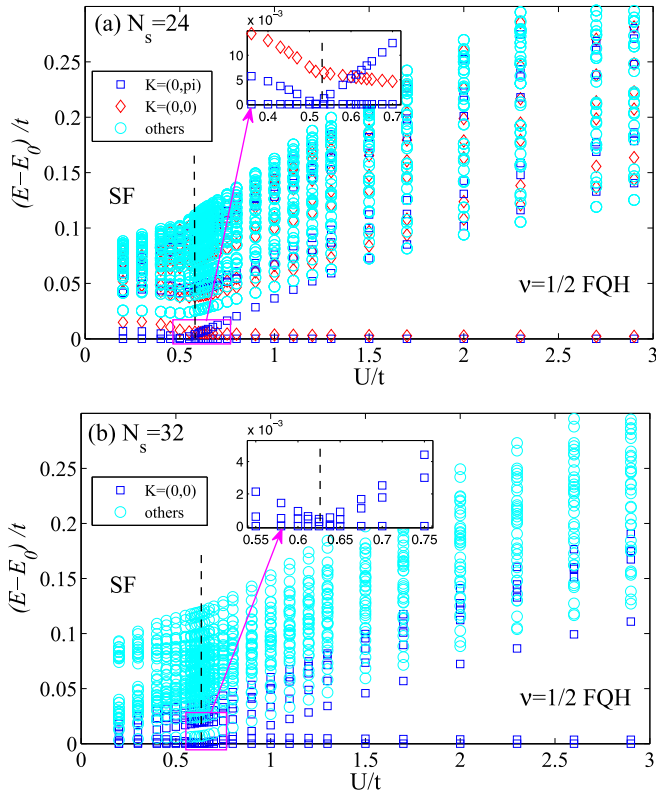 (a) N_s=24
K=(0,pi)
K=(0,0)
others
x 10^-3
10
5
0
0.4 0.5 0.6 0.7
SF
ν=1/2 FQH
(E−E_0) /t
0.25
0.2
0.15
0.1
0.05
0
0 0.5 1 1.5 2 2.5 3
U/t
(b) N_s=32
K=(0,0)
others
x 10^-3
4
2
0
0.55 0.6 0.65 0.7 0.75
SF
ν=1/2 FQH
(E−E_0) /t
0.25
0.2
0.15
0.1
0.05
0
0 0.5 1 1.5 2 2.5 3
U/t